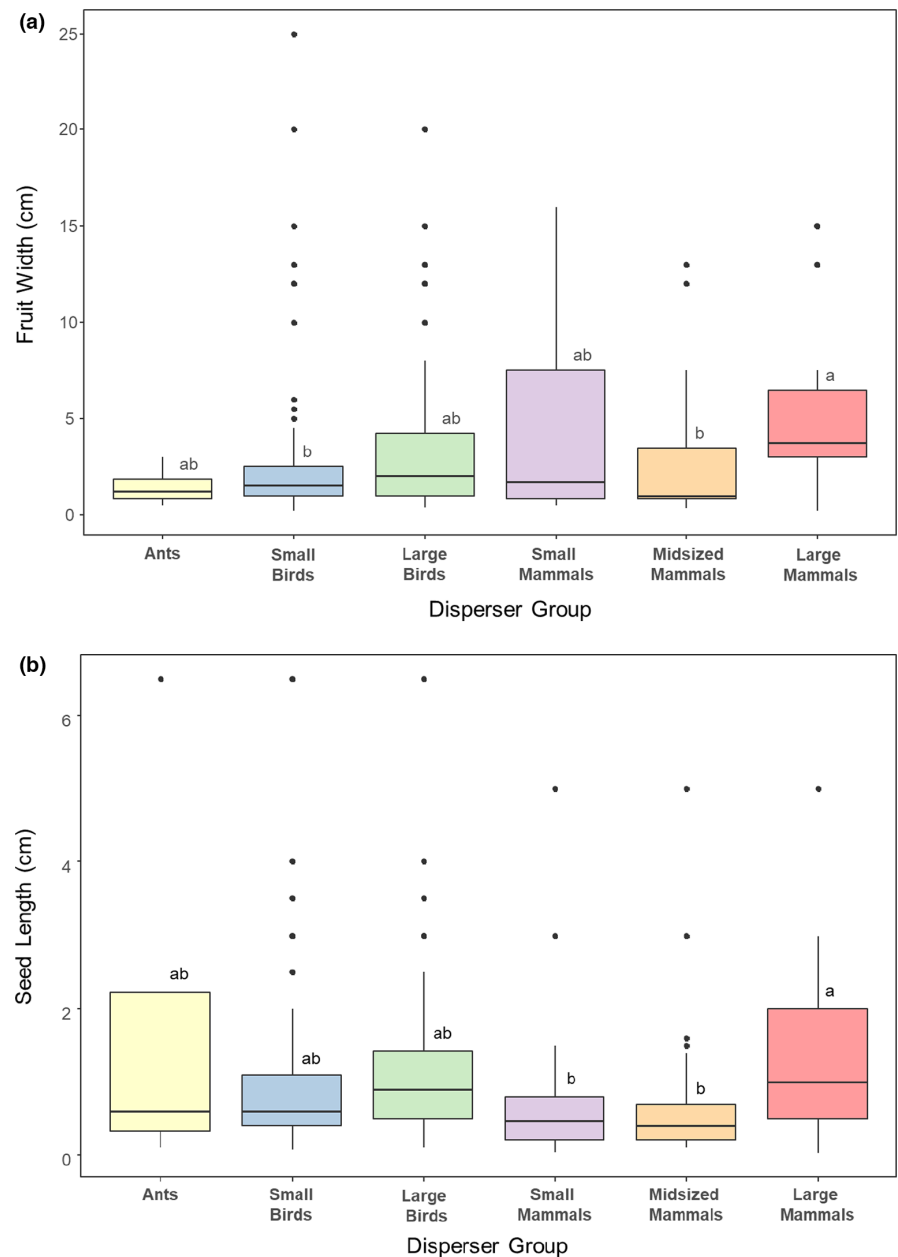 (a)
Fruit Width (cm)
25
20
15
10
5
0
ab
b
ab
ab
b
a
Ants
Small
Birds
Large
Birds
Small
Mammals
Midsized
Mammals
Large
Mammals
Disperser Group
(b)
Seed Length (cm)
6
4
2
0
ab
ab
ab
b
b
a
Ants
Small
Birds
Large
Birds
Small
Mammals
Midsized
Mammals
Large
Mammals
Disperser Group